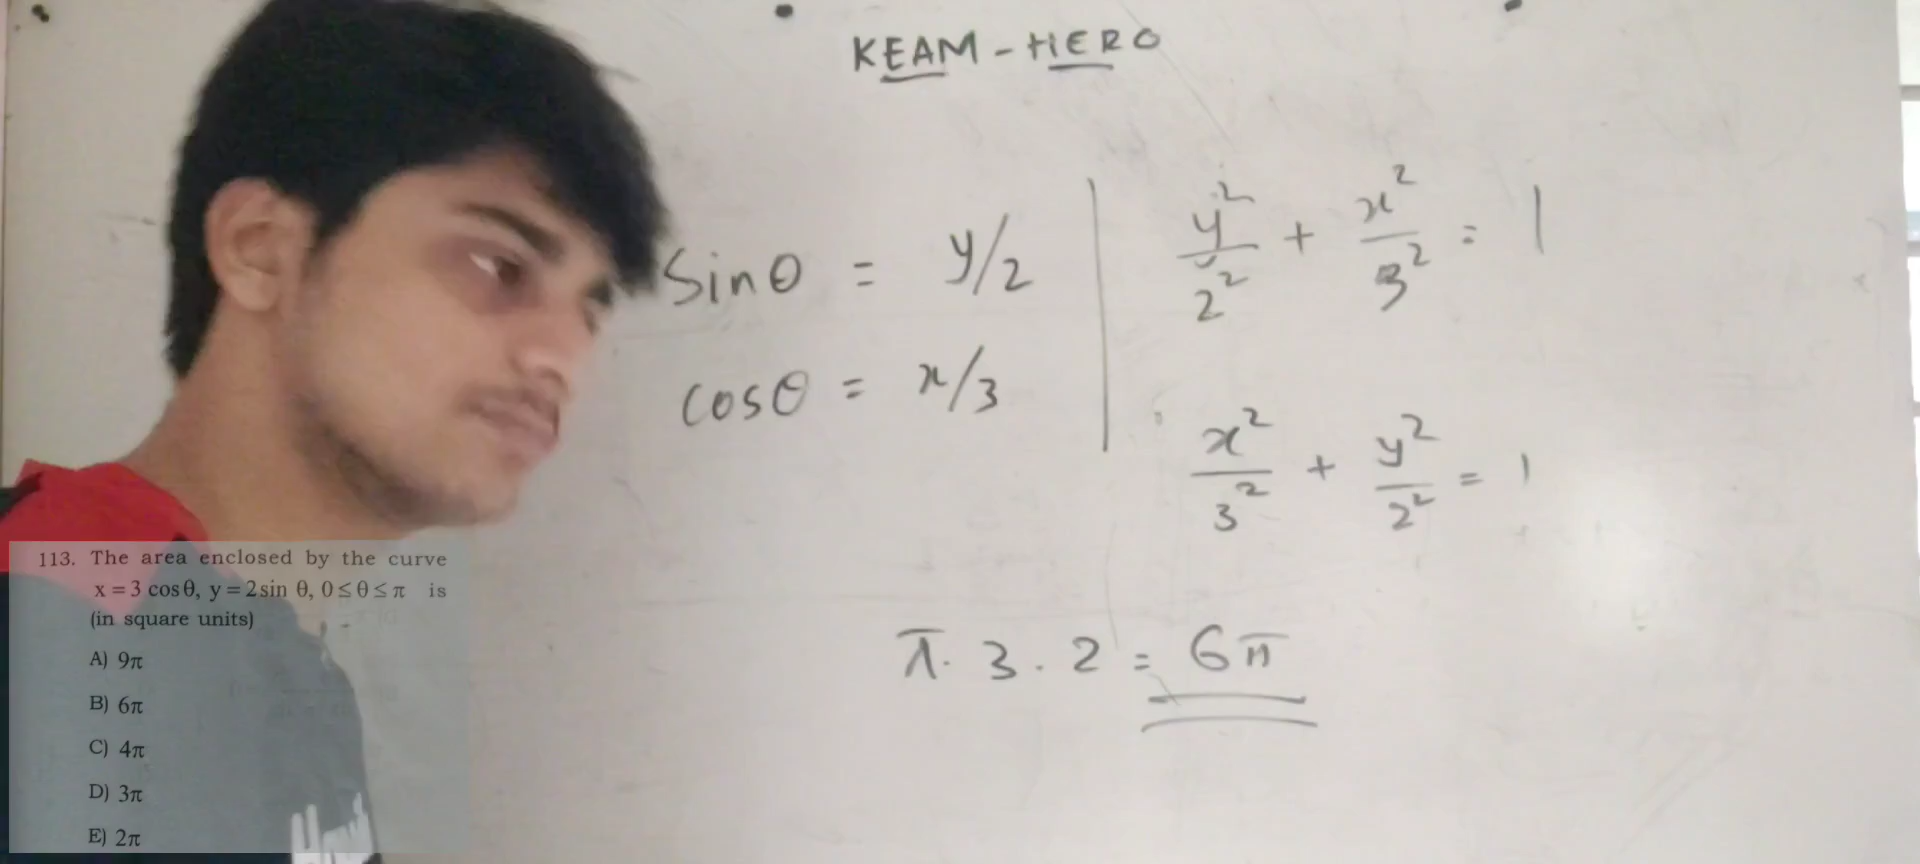 KEAM - HERO
sinθ = y/2
cosθ = x/3
y²/2² + x²/3² = 1
x²/3² + y²/2² = 1
π . 3 . 2 = 6π
113. The area enclosed by the curve
x = 3 cosθ, y = 2sin θ, 0 ≤ θ ≤ π is
(in square units)
A) 9π
B) 6π
C) 4π
D) 3π
E) 2π